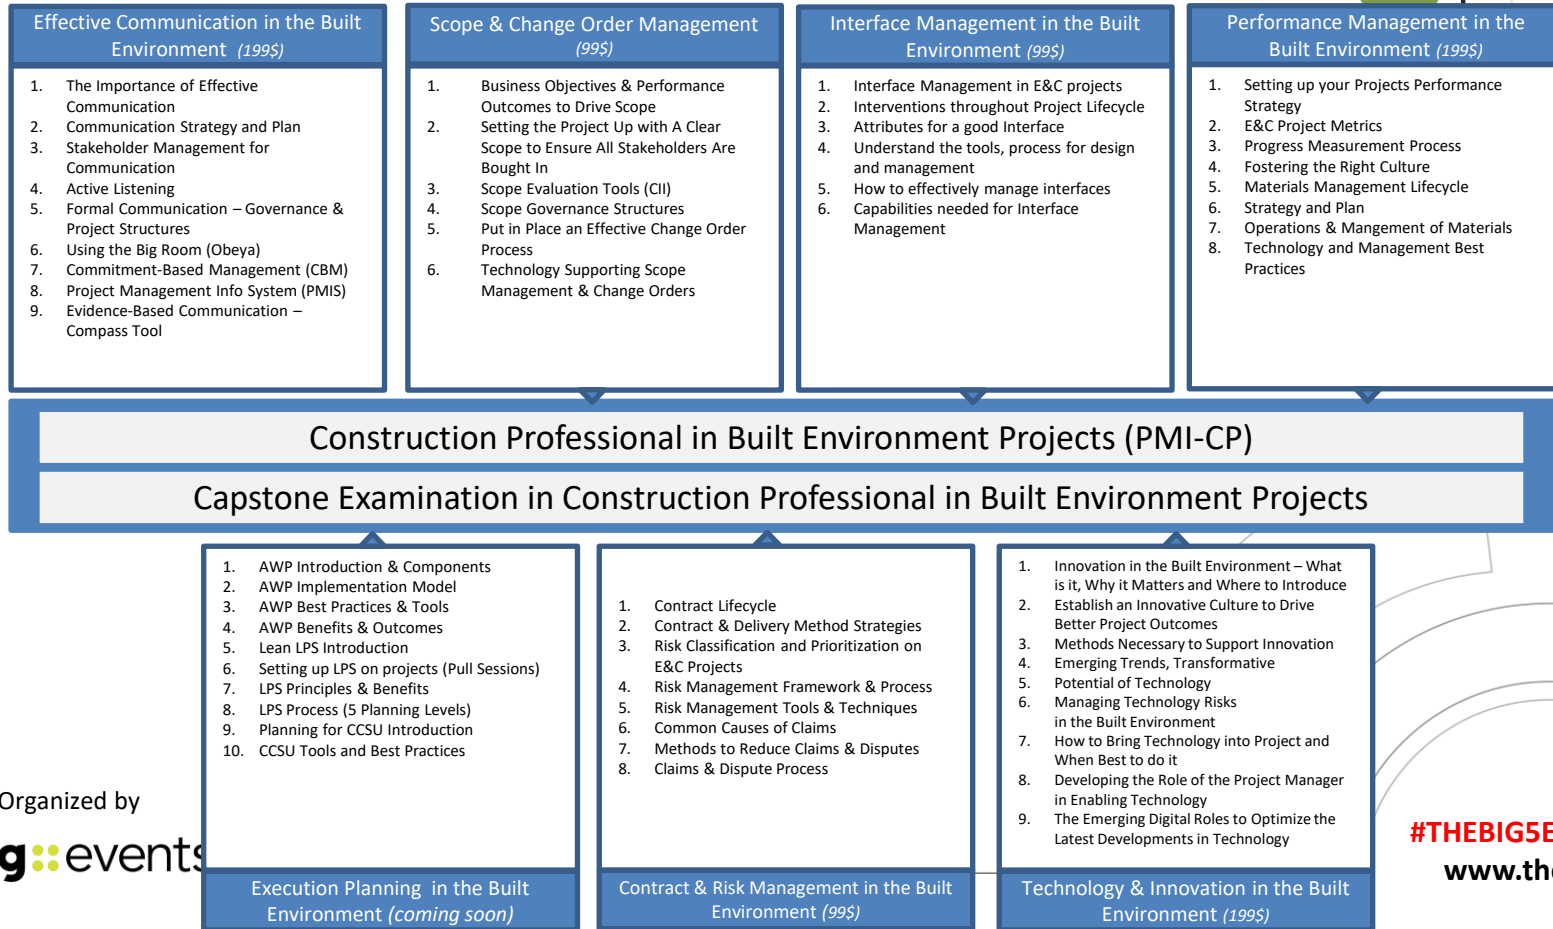 Effective Communication in the Built
Environment (199$)
1. The Importance of Effective
Communication
2. Communication Strategy and Plan
3. Stakeholder Management for
Communication
4. Active Listening
5. Formal Communication – Governance &
Project Structures
6. Using the Big Room (Obeya)
7. Commitment-Based Management (CBM)
8. Project Management Info System (PMIS)
9. Evidence-Based Communication –
Compass Tool
Scope & Change Order Management
(99$)
1. Business Objectives & Performance
Outcomes to Drive Scope
2. Setting the Project Up with A Clear
Scope to Ensure All Stakeholders Are
Bought In
3. Scope Evaluation Tools (CII)
4. Scope Governance Structures
5. Put in Place an Effective Change Order
Process
6. Technology Supporting Scope
Management & Change Orders
Interface Management in the Built
Environment (99$)
1. Interface Management in E&C projects
2. Interventions throughout Project Lifecycle
3. Attributes for a good Interface
4. Understand the tools, process for design
and management
5. How to effectively manage interfaces
6. Capabilities needed for Interface
Management
Performance Management in the
Built Environment (199$)
1. Setting up your Projects Performance
Strategy
2. E&C Project Metrics
3. Progress Measurement Process
4. Fostering the Right Culture
5. Materials Management Lifecycle
6. Strategy and Plan
7. Operations & Mangement of Materials
8. Technology and Management Best
Practices
Construction Professional in Built Environment Projects (PMI-CP)
Capstone Examination in Construction Professional in Built Environment Projects
1. AWP Introduction & Components
2. AWP Implementation Model
3. AWP Best Practices & Tools
4. AWP Benefits & Outcomes
5. Lean LPS Introduction
6. Setting up LPS on projects (Pull Sessions)
7. LPS Principles & Benefits
8. LPS Process (5 Planning Levels)
9. Planning for CCSU Introduction
10. CCSU Tools and Best Practices
Execution Planning in the Built
Environment (coming soon)
1. Contract Lifecycle
2. Contract & Delivery Method Strategies
3. Risk Classification and Prioritization on
E&C Projects
4. Risk Management Framework & Process
5. Risk Management Tools & Techniques
6. Common Causes of Claims
7. Methods to Reduce Claims & Disputes
8. Claims & Dispute Process
Contract & Risk Management in the Built
Environment (99$)
1. Innovation in the Built Environment – What
is it, Why it Matters and Where to Introduce
2. Establish an Innovative Culture to Drive
Better Project Outcomes
3. Methods Necessary to Support Innovation
4. Emerging Trends, Transformative
5. Potential of Technology
6. Managing Technology Risks
in the Built Environment
7. How to Bring Technology into Project and
When Best to do it
8. Developing the Role of the Project Manager
in Enabling Technology
9. The Emerging Digital Roles to Optimize the
Latest Developments in Technology
Technology & Innovation in the Built
Environment (199$)
Organized by
g events
#THEBIG5E
www.the